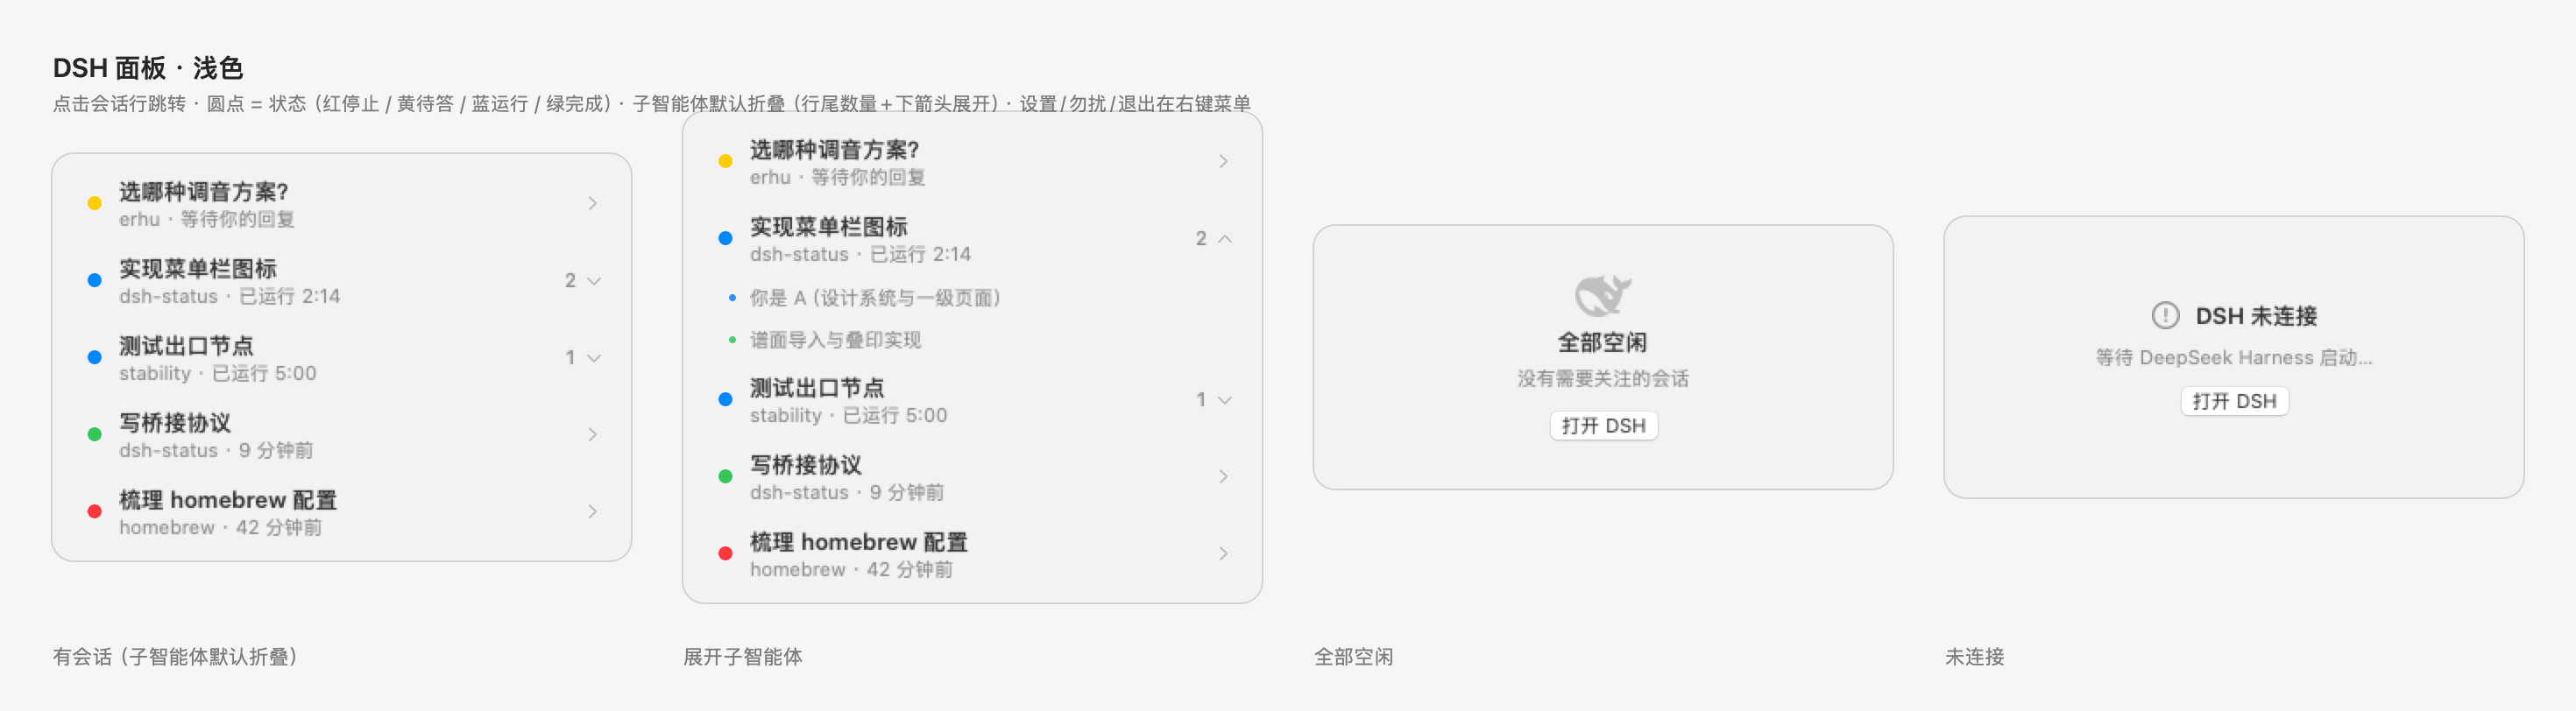 DSH 面板 · 浅色
点击会话行跳转 · 圆点 = 状态 (红停止 / 黄待答 / 蓝运行 / 绿完成) · 子智能体默认折叠 (行尾数量+下箭头展开) · 设置/勿扰/退出在右键菜单
选哪种调音方案?
erhu · 等待你的回复
实现菜单栏图标
dsh-status · 已运行 2:14
2
测试出口节点
stability · 已运行 5:00
1
写桥接协议
dsh-status · 9 分钟前
梳理 homebrew 配置
homebrew · 42 分钟前
有会话 (子智能体默认折叠)
选哪种调音方案?
erhu · 等待你的回复
实现菜单栏图标
dsh-status · 已运行 2:14
2
你是 A (设计系统与一级页面)
谱面导入与叠印实现
测试出口节点
stability · 已运行 5:00
1
写桥接协议
dsh-status · 9 分钟前
梳理 homebrew 配置
homebrew · 42 分钟前
展开子智能体
全部空闲
没有需要关注的会话
打开 DSH
全部空闲
DSH 未连接
等待 DeepSeek Harness 启动...
打开 DSH
未连接